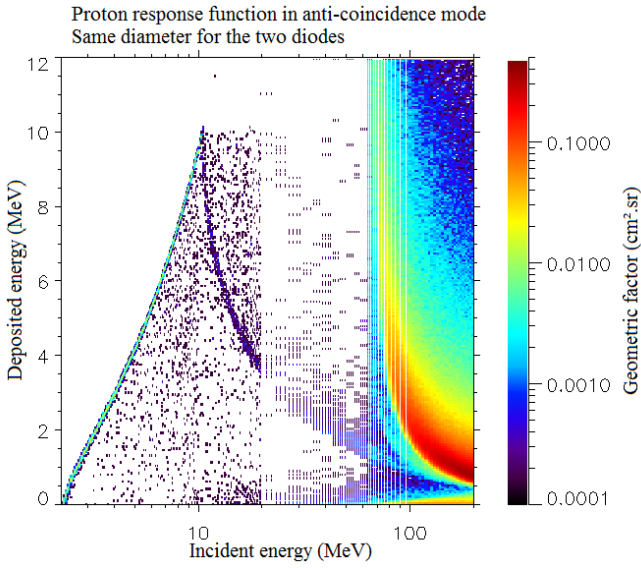 Proton response function in anti-coincidence mode
Same diameter for the two diodes
12
10
8
6
4
2
0
Deposited energy (MeV)
10
100
Incident energy (MeV)
0.1000
0.0100
0.0010
0.0001
Geometric factor (cm².sr)